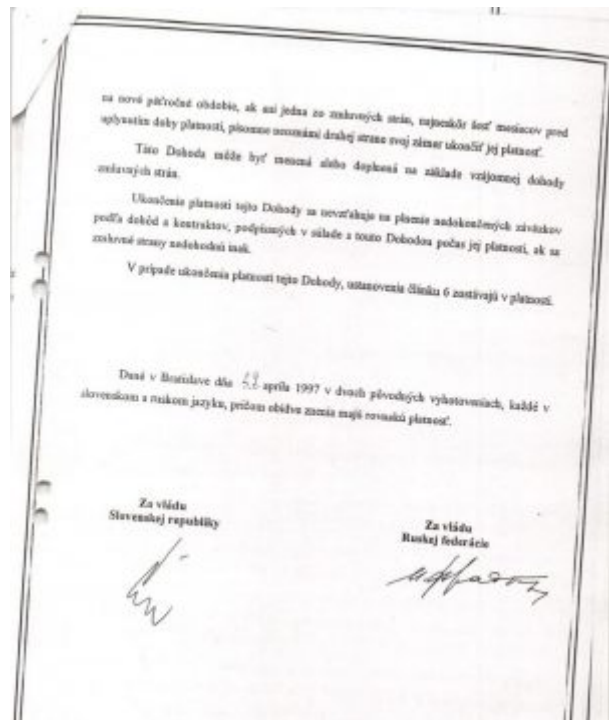 na nové päťročné obdobie, ak ani jedna zo zmluvných strán, najneskôr šesť mesiacov pred
uplynutím doby platnosti, písomne neoznámi druhej strane svoj zámer ukončiť jej platnosť.
Táto Dohoda môže byť menená alebo doplnená na základe vzájomnej dohody
zmluvných strán.
Ukončenie platnosti tejto Dohody sa nevzťahuje na plnenie nedokončených záväzkov
podľa dohôd a kontraktov, podpísaných v súlade s touto Dohodou počas jej platnosti, ak sa
zmluvné strany nedohodnú inak.
V prípade ukončenia platnosti tejto Dohody, ustanovenia článku 6 zostávajú v platnosti.
Dané v Bratislave dňa apríla 1997 v dvoch pôvodných vyhotoveniach, každé v
slovenskom a ruskom jazyku, pričom obidve znenia majú rovnakú platnosť.
Za vládu
Slovenskej republiky
Za vládu
Ruskej federácie